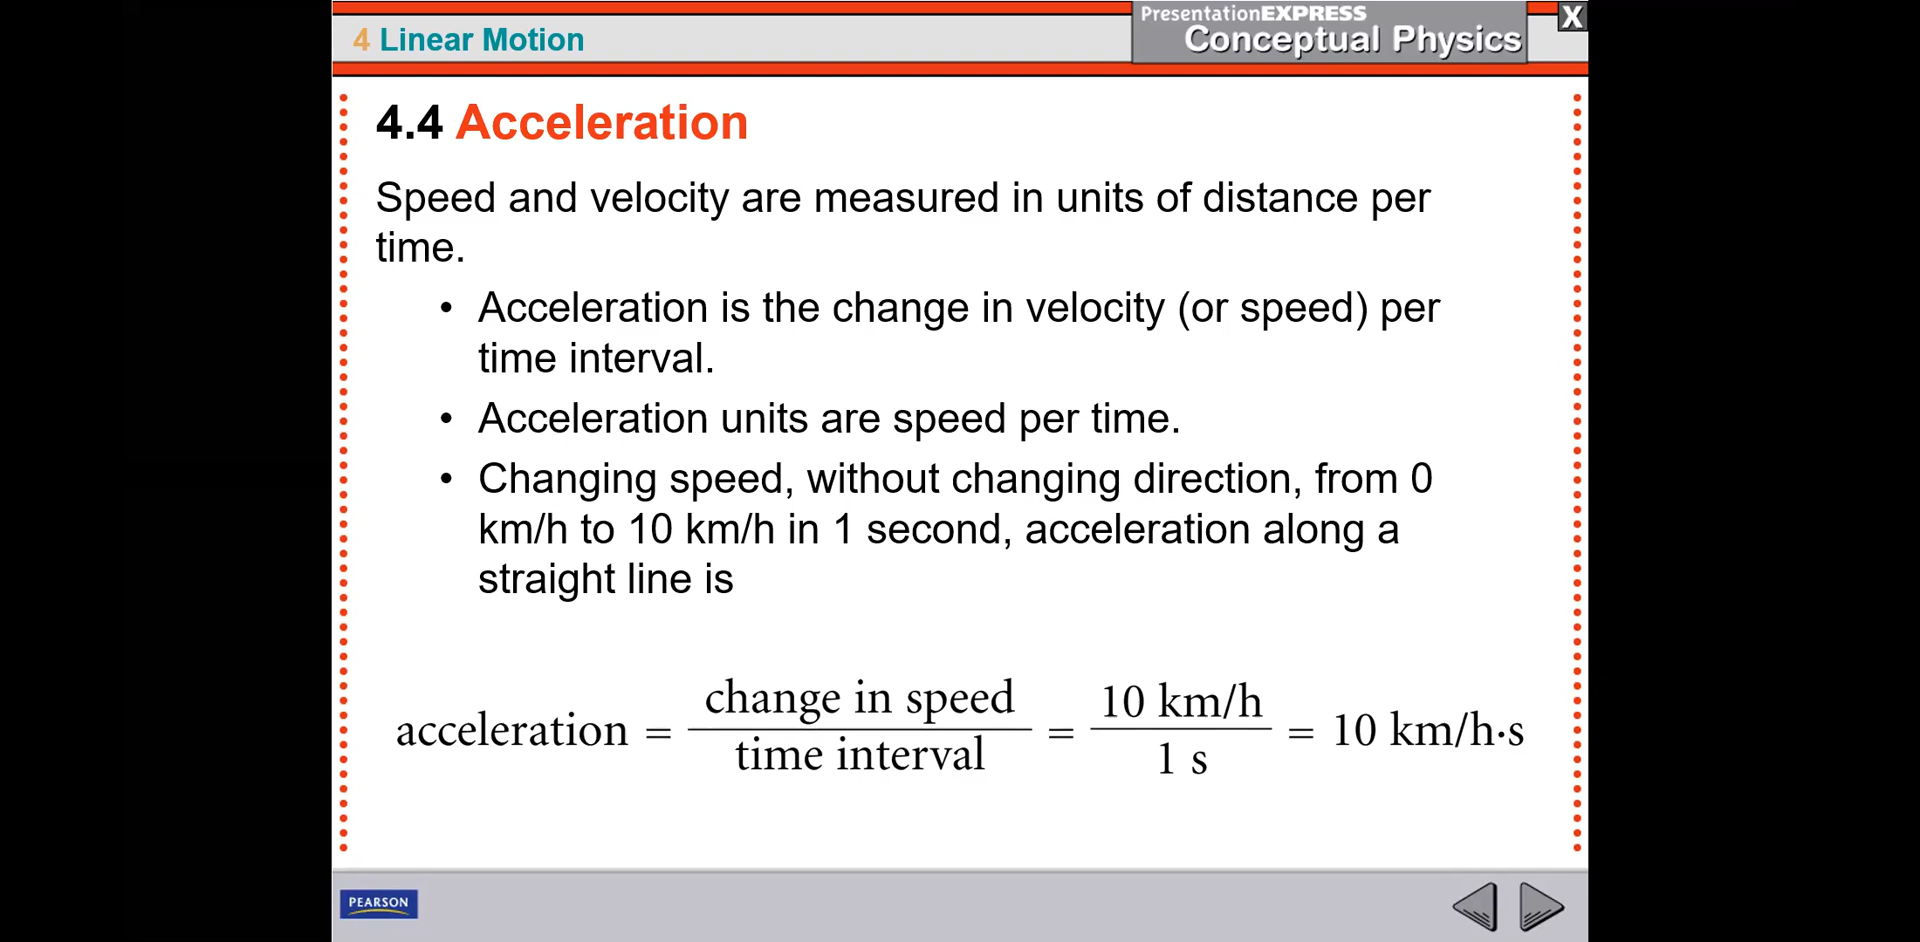 4 Linear Motion
PresentationEXPRESS
Conceptual Physics
X
4.4 Acceleration
Speed and velocity are measured in units of distance per
time.
• Acceleration is the change in velocity (or speed) per
time interval.
• Acceleration units are speed per time.
• Changing speed, without changing direction, from 0
km/h to 10 km/h in 1 second, acceleration along a
straight line is
acceleration = change in speed / time interval = 10 km/h / 1 s = 10 km/h·s
PEARSON